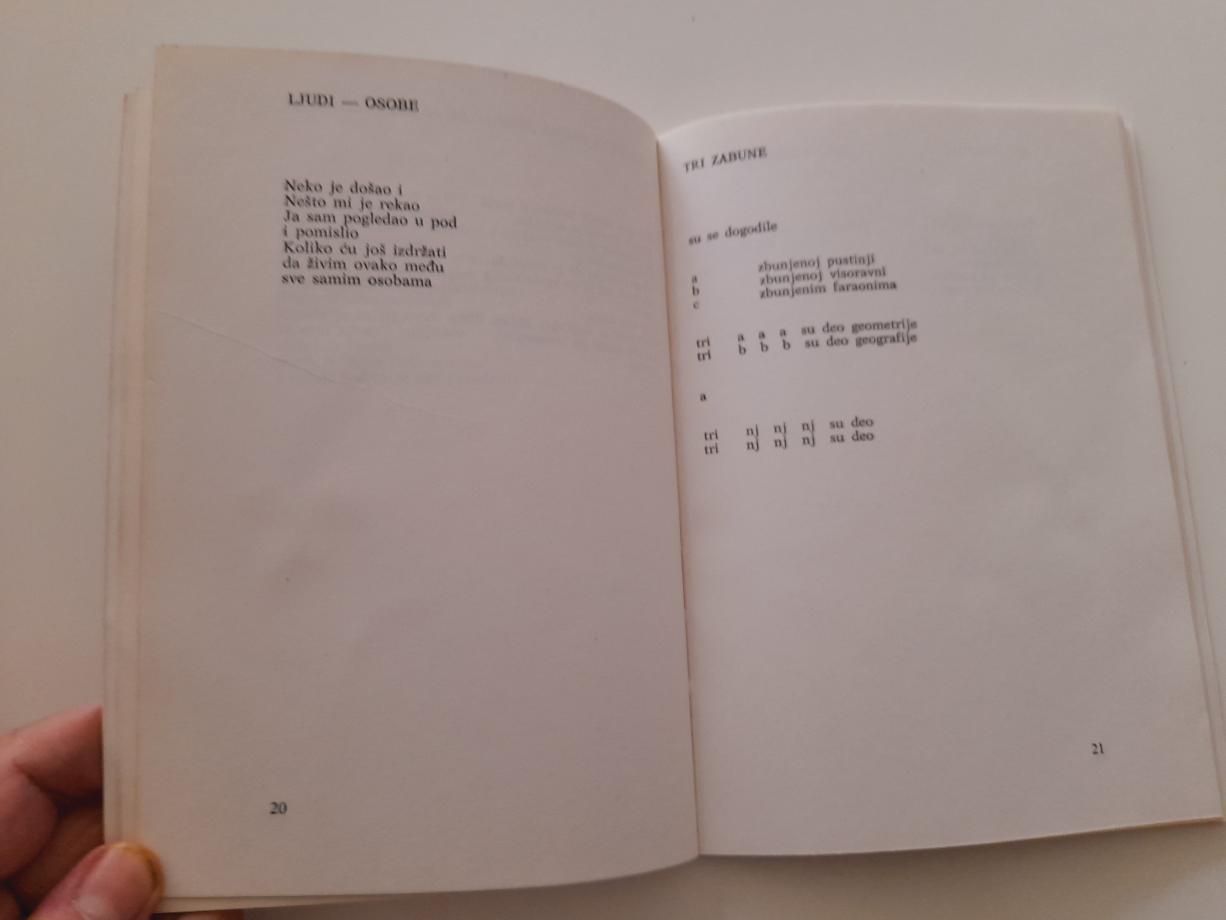 LJUDI — OSOBE
Neko je došao i
Nešto mi je rekao
Ja sam pogledao u pod
i pomislio
Koliko ću još izdržati
da živim ovako među
sve samim osobama
20
TRI ZABUNE
su se dogodile
a zbunjenoj pustinji
b zbunjenoj visoravni
c zbunjenim faraonima
tri a a a su deo geometrije
tri b b b su deo geografije
a
tri nj nj nj su deo
tri nj nj nj su deo
21